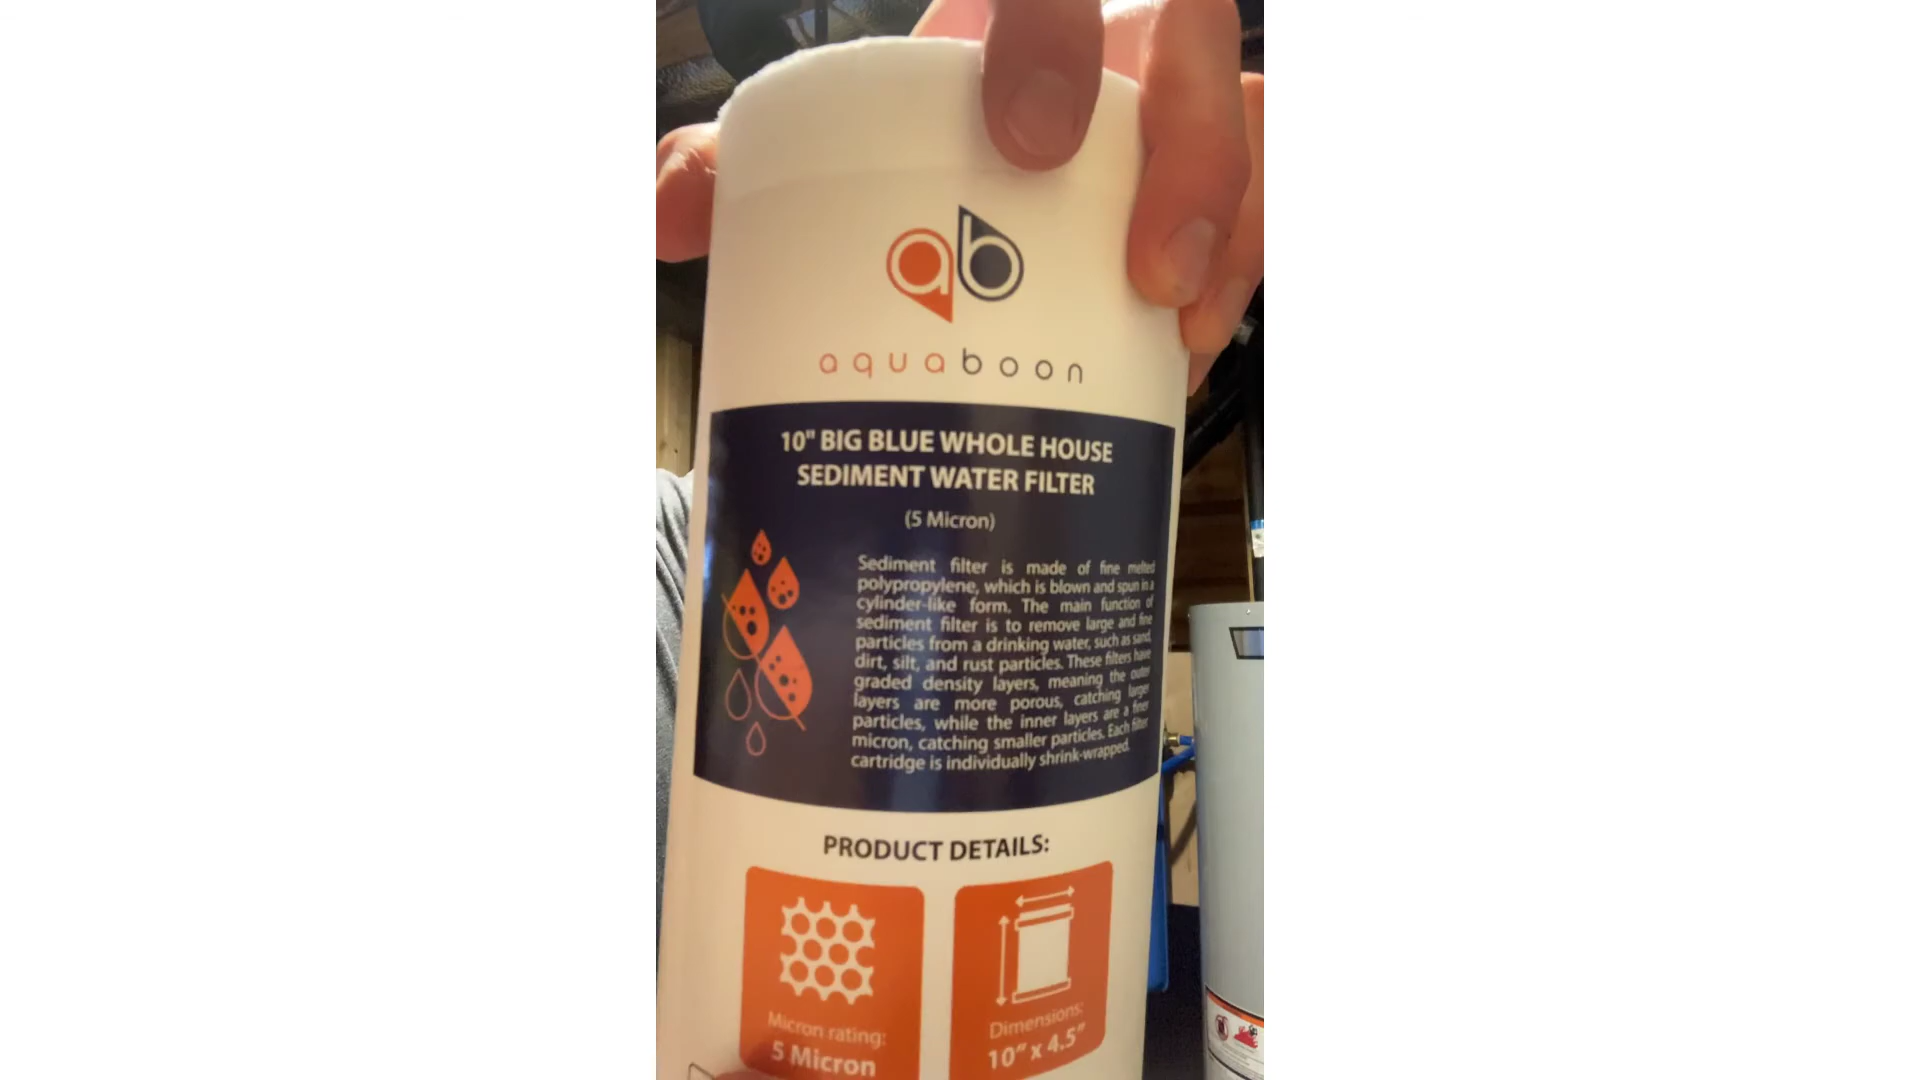 ab
aquaboon
10" BIG BLUE WHOLE HOUSE
SEDIMENT WATER FILTER
(5 Micron)
Sediment filter is made of fine melted
polypropylene, which is blown and spun in a
cylinder-like form. The main function of
sediment filter is to remove large and fine
particles from a drinking water, such as sand,
dirt, silt, and rust particles. These filters have
graded density layers, meaning the outer
layers are more porous, catching larger
particles, while the inner layers are a finer
micron, catching smaller particles. Each filter
cartridge is individually shrink-wrapped.
PRODUCT DETAILS:
Micron rating:
5 Micron
Dimensions:
10" x 4.5"